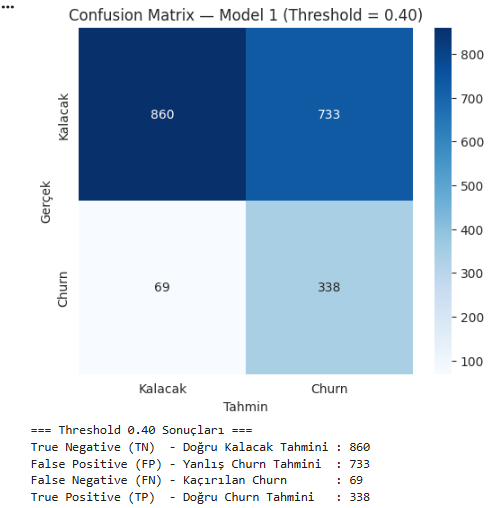 ...
Confusion Matrix — Model 1 (Threshold = 0.40)
Gerçek
Kalacak
860
733
Churn
69
338
Kalacak
Churn
Tahmin
800
700
600
500
400
300
200
100
=== Threshold 0.40 Sonuçları ===
True Negative (TN)  - Doğru Kalacak Tahmini : 860
False Positive (FP) - Yanlış Churn Tahmini  : 733
False Negative (FN) - Kaçırılan Churn       : 69
True Positive (TP)  - Doğru Churn Tahmini   : 338